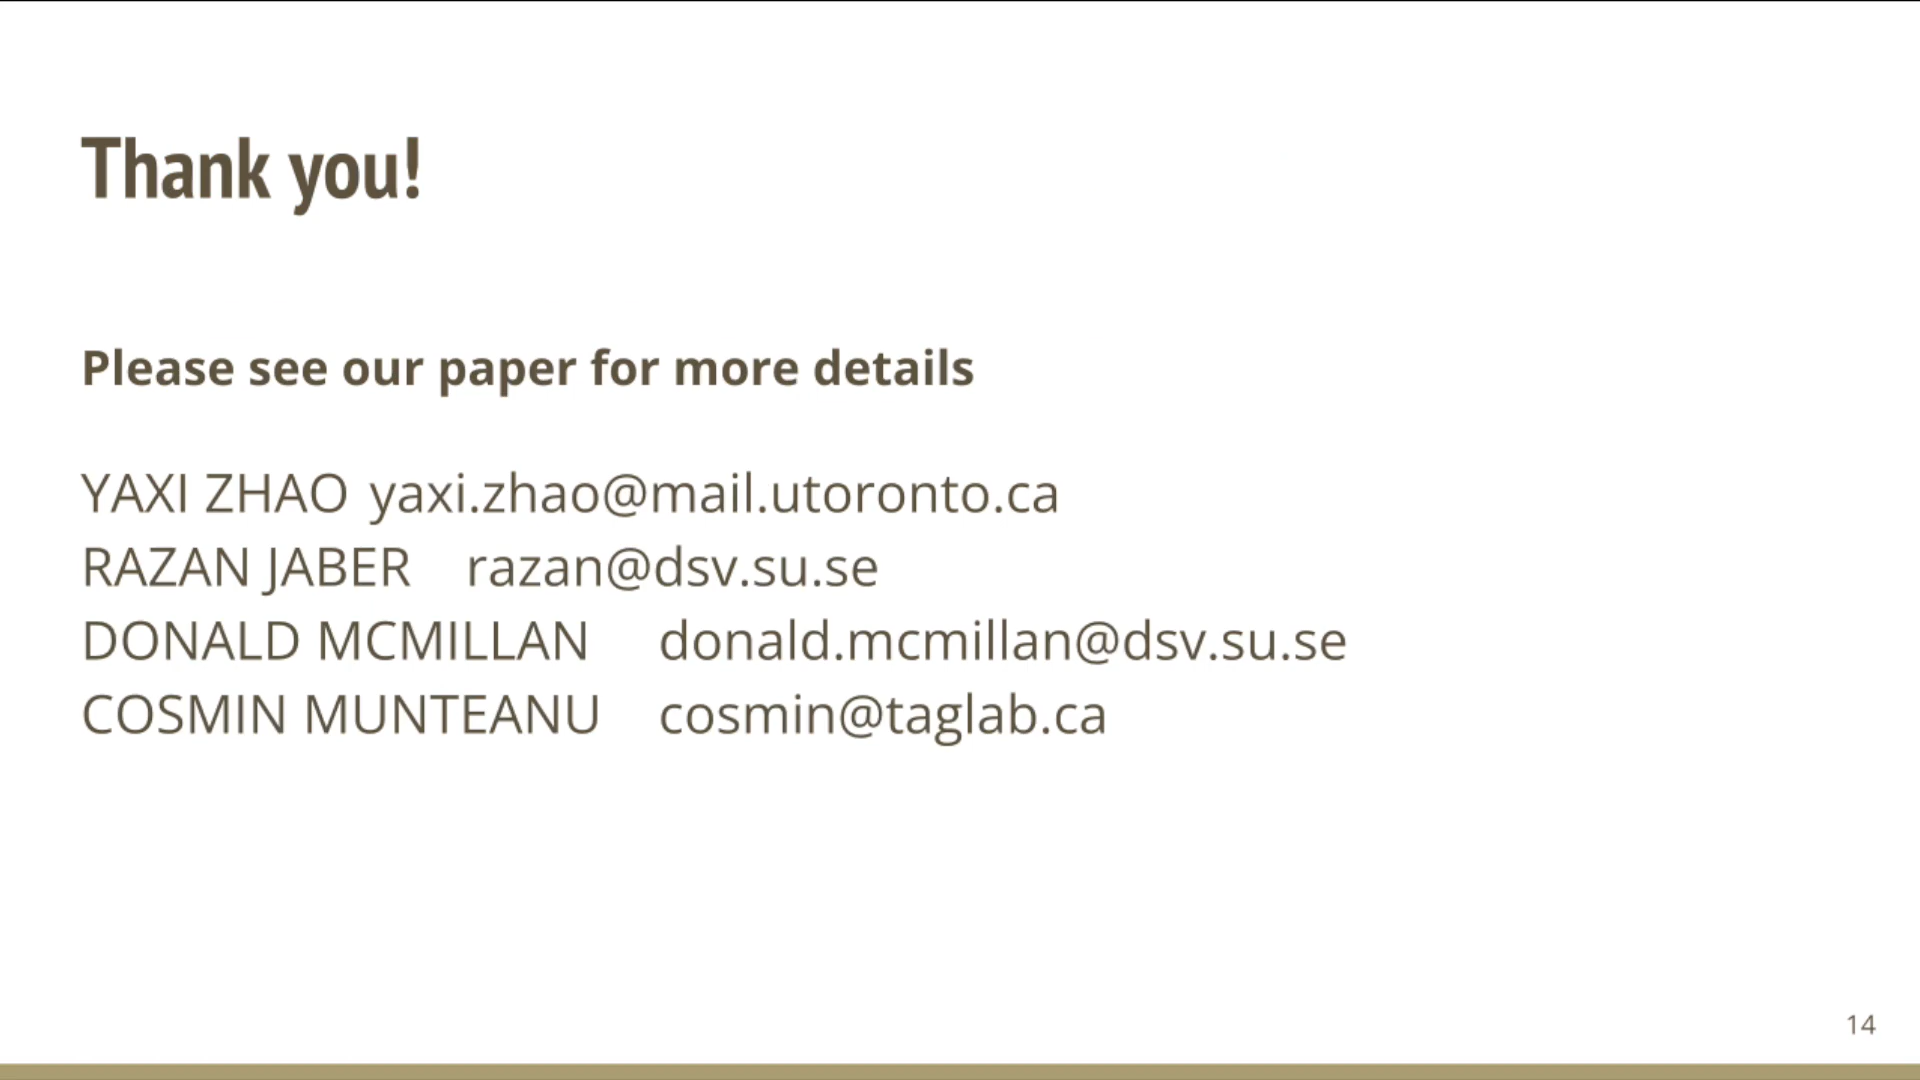 Thank you!
Please see our paper for more details
YAXI ZHAO yaxi.zhao@mail.utoronto.ca
RAZAN JABER razan@dsv.su.se
DONALD MCMILLAN donald.mcmillan@dsv.su.se
COSMIN MUNTEANU cosmin@taglab.ca
14